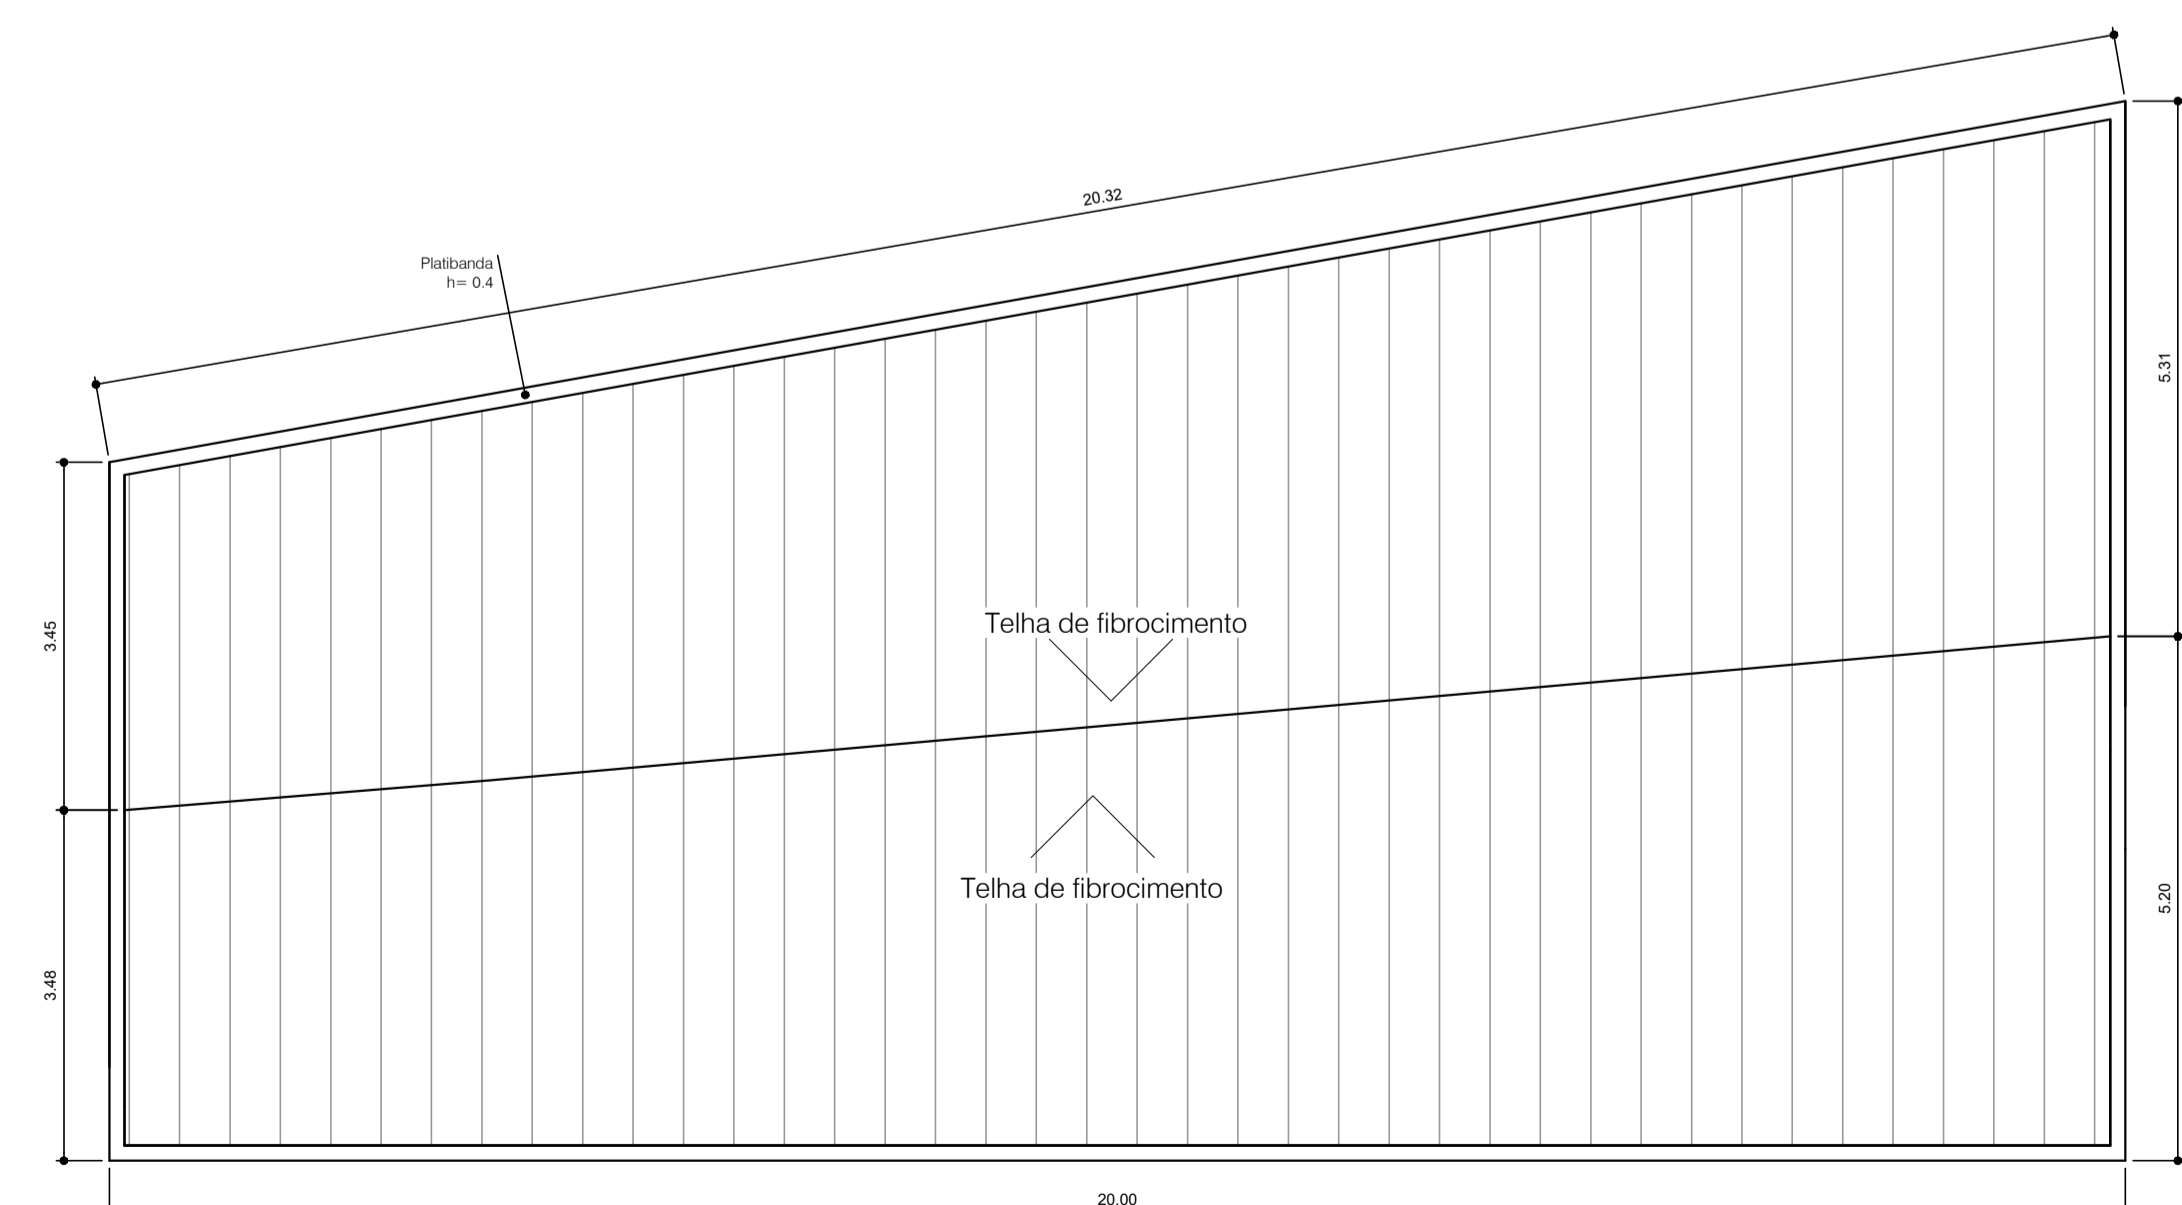 20.32
Platibanda
h= 0.4
5.31
3.45
Telha de fibrocimento
Telha de fibrocimento
5.20
3.48
20.00